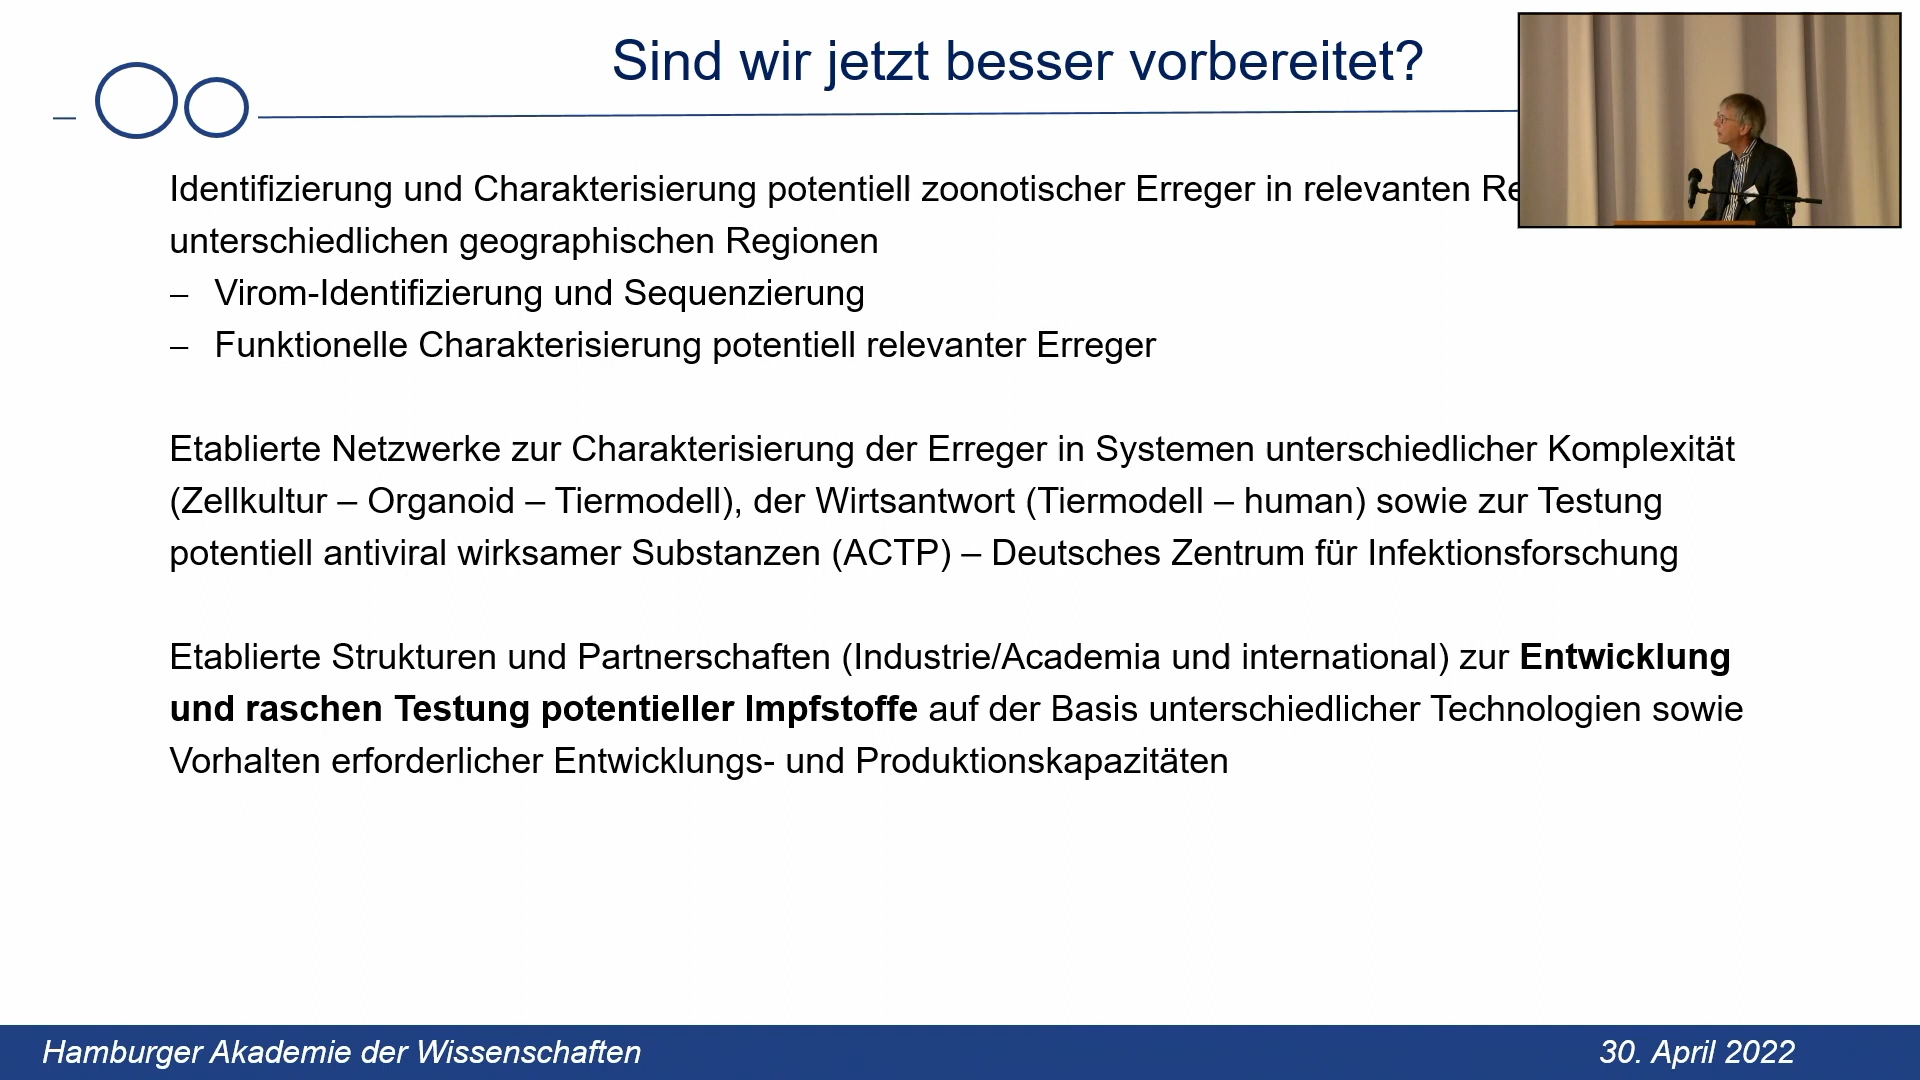 Sind wir jetzt besser vorbereitet?
Identifizierung und Charakterisierung potentiell zoonotischer Erreger in relevanten
unterschiedlichen geographischen Regionen
– Virom-Identifizierung und Sequenzierung
– Funktionelle Charakterisierung potentiell relevanter Erreger
Etablierte Netzwerke zur Charakterisierung der Erreger in Systemen unterschiedlicher Komplexität
(Zellkultur – Organoid – Tiermodell), der Wirtsantwort (Tiermodell – human) sowie zur Testung
potentiell antiviral wirksamer Substanzen (ACTP) – Deutsches Zentrum für Infektionsforschung
Etablierte Strukturen und Partnerschaften (Industrie/Academia und international) zur Entwicklung
und raschen Testung potentieller Impfstoffe auf der Basis unterschiedlicher Technologien sowie
Vorhalten erforderlicher Entwicklungs- und Produktionskapazitäten
Hamburger Akademie der Wissenschaften
30. April 2022